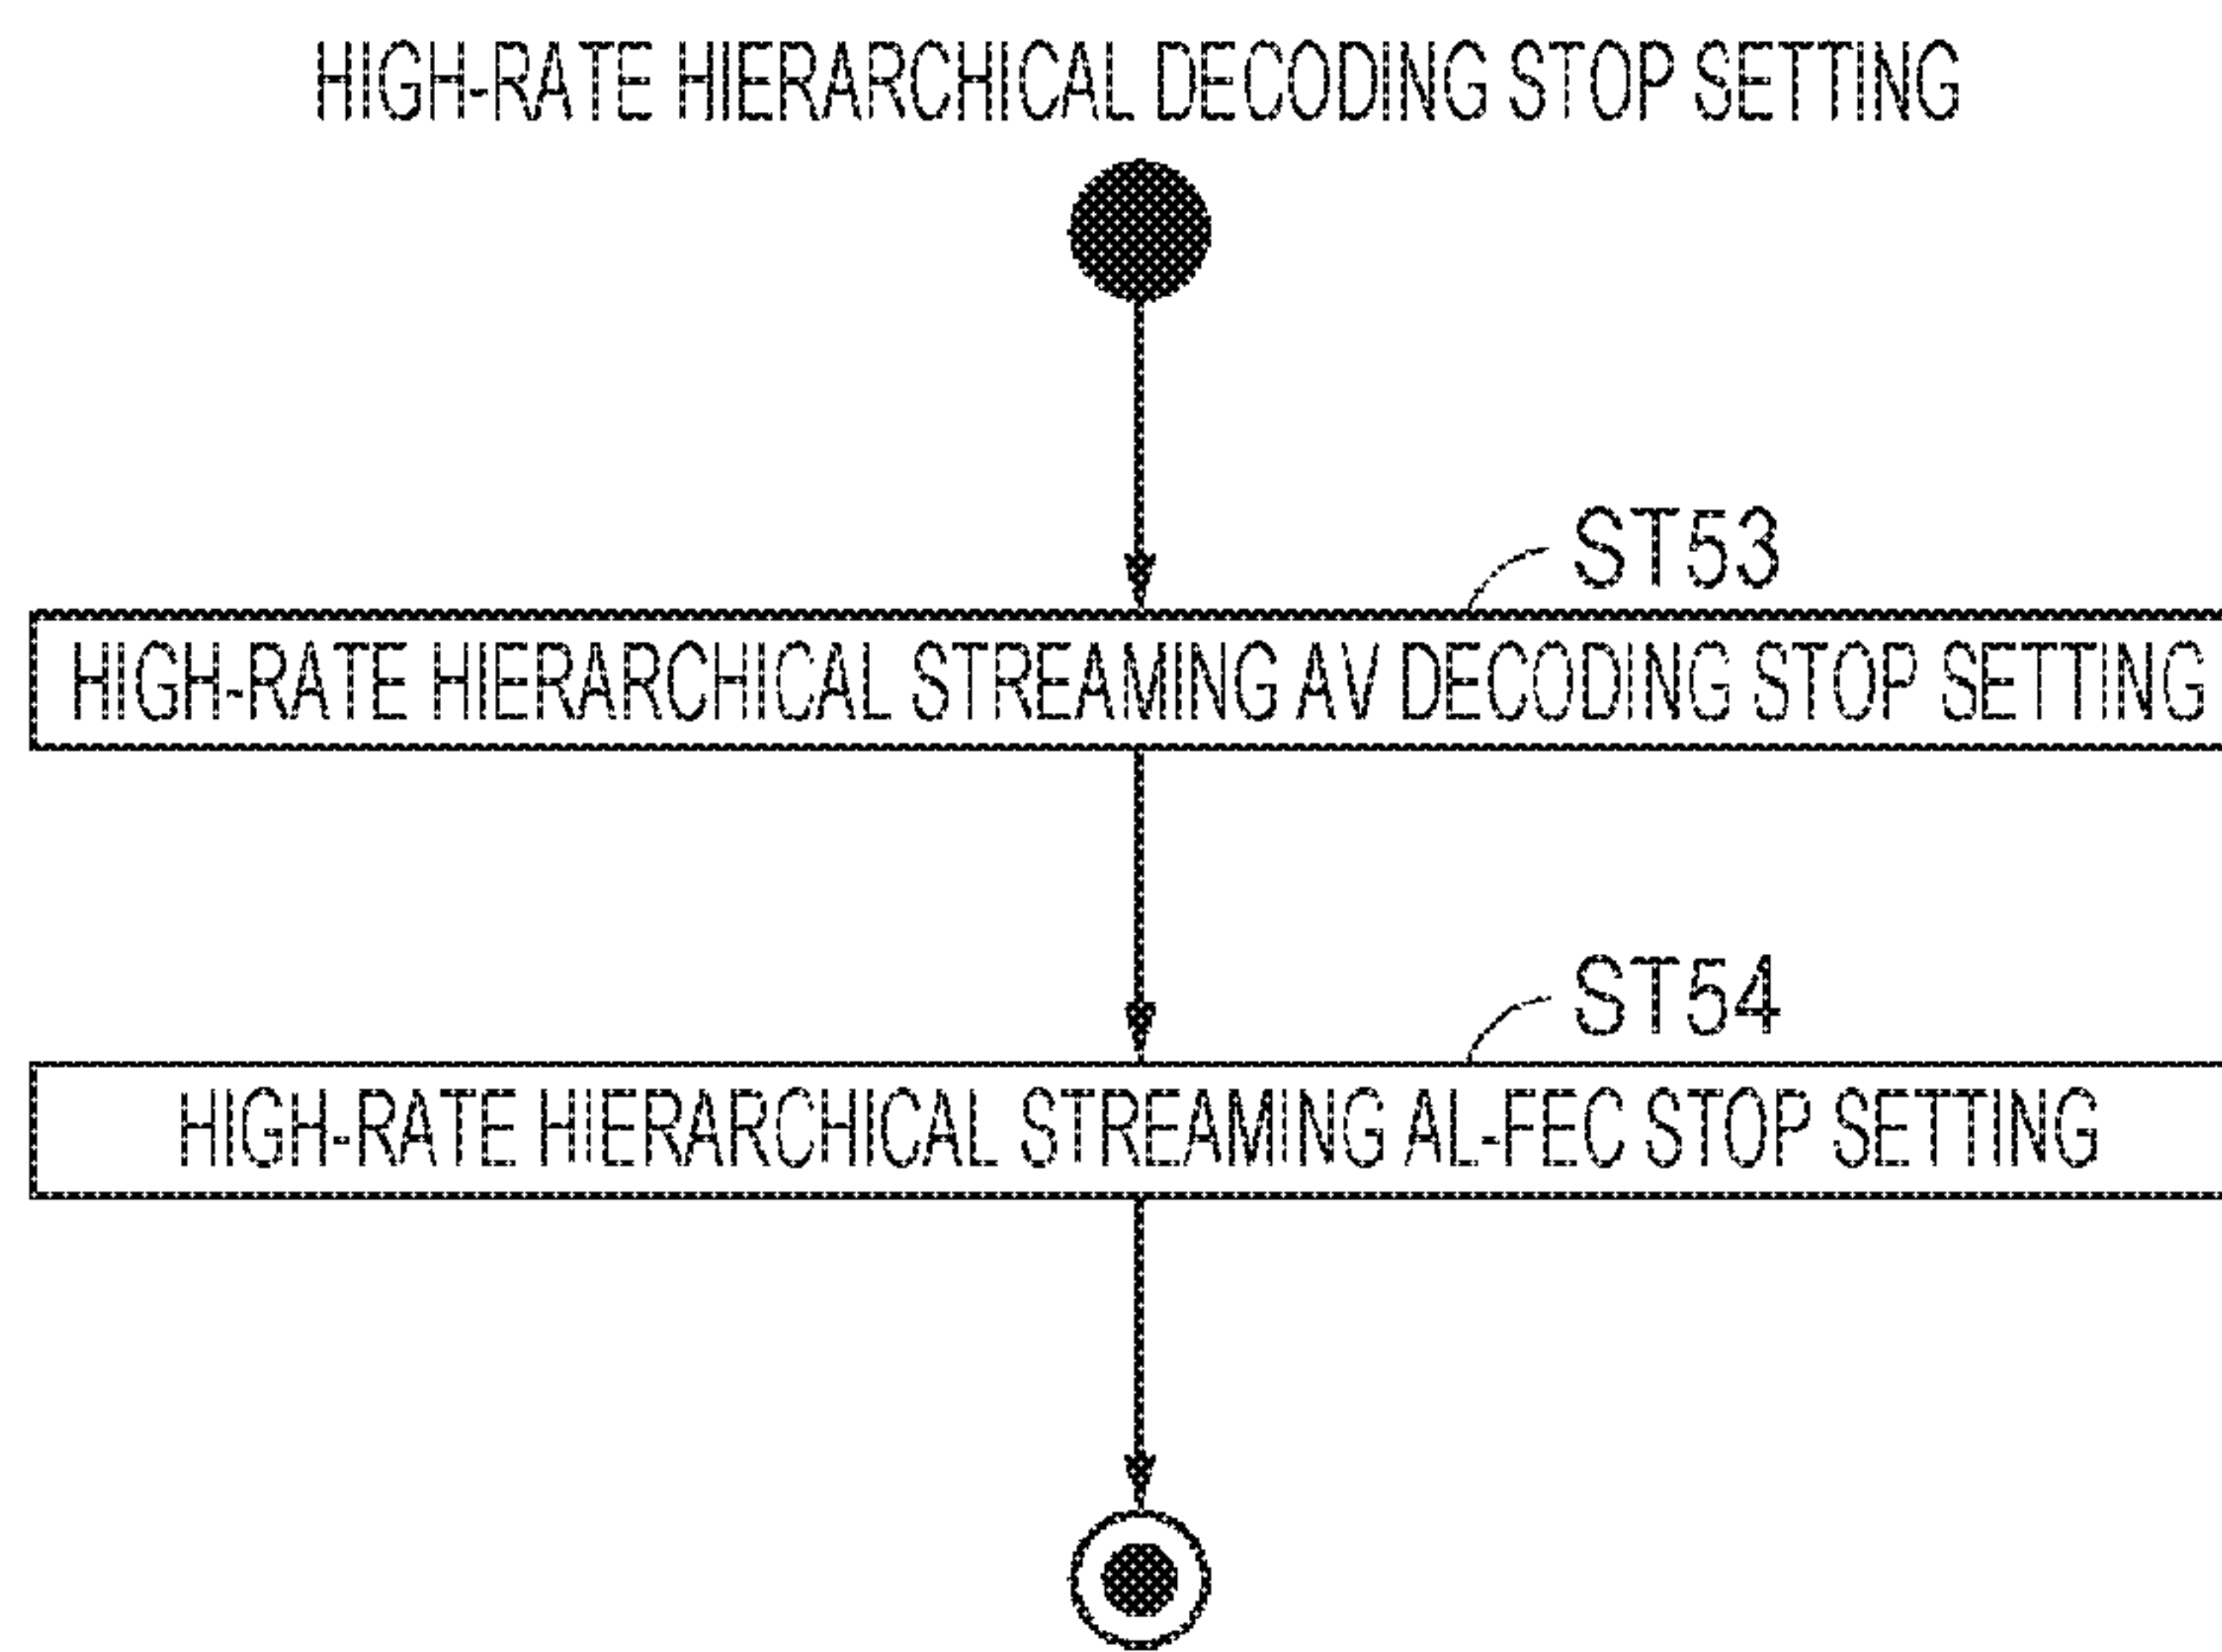 HIGH-RATE HIERARCHICAL DECODING STOP SETTING
ST53
HIGH-RATE HIERARCHICAL STREAMING AV DECODING STOP SETTING
ST54
HIGH-RATE HIERARCHICAL STREAMING AL-FEC STOP SETTING